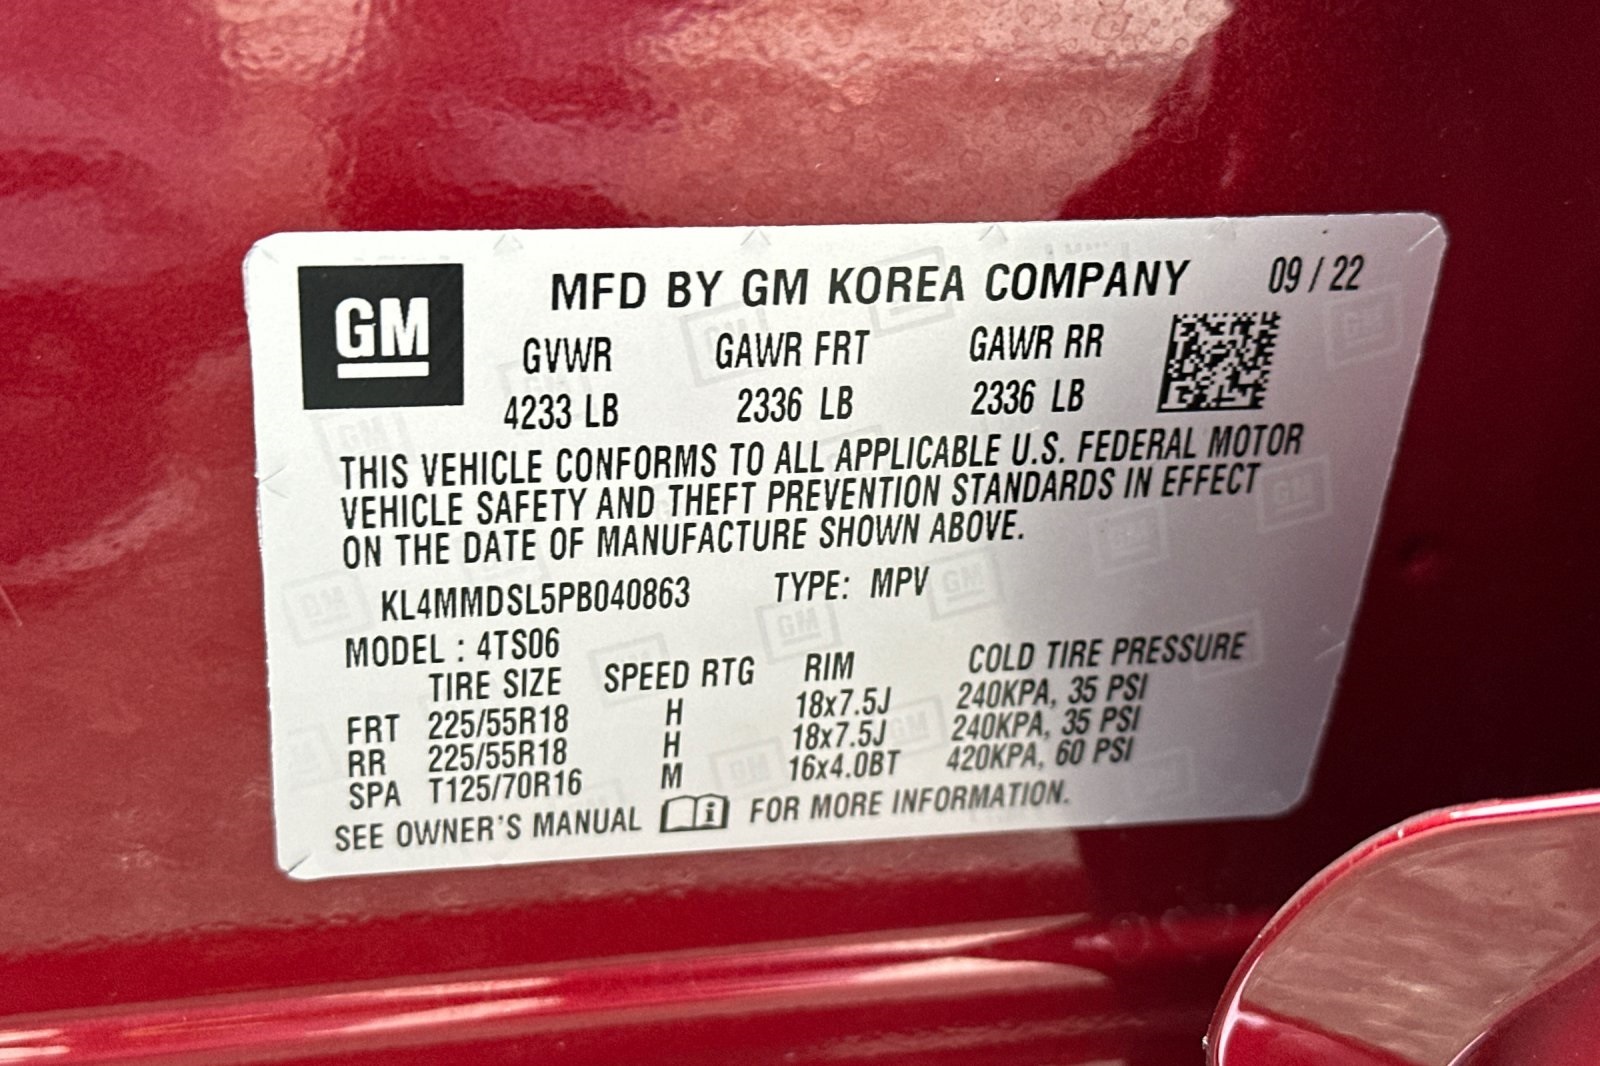 GM
MFD BY GM KOREA COMPANY 09 / 22
GVWR GAWR FRT GAWR RR
4233 LB 2336 LB 2336 LB
THIS VEHICLE CONFORMS TO ALL APPLICABLE U.S. FEDERAL MOTOR
VEHICLE SAFETY AND THEFT PREVENTION STANDARDS IN EFFECT
ON THE DATE OF MANUFACTURE SHOWN ABOVE.
KL4MMDSL5PB040863 TYPE: MPV
MODEL : 4TS06
TIRE SIZE SPEED RTG RIM COLD TIRE PRESSURE
FRT 225/55R18 H 18x7.5J 240KPA, 35 PSI
RR 225/55R18 H 18x7.5J 240KPA, 35 PSI
SPA T125/70R16 M 16x4.0BT 420KPA, 60 PSI
SEE OWNER'S MANUAL i FOR MORE INFORMATION.